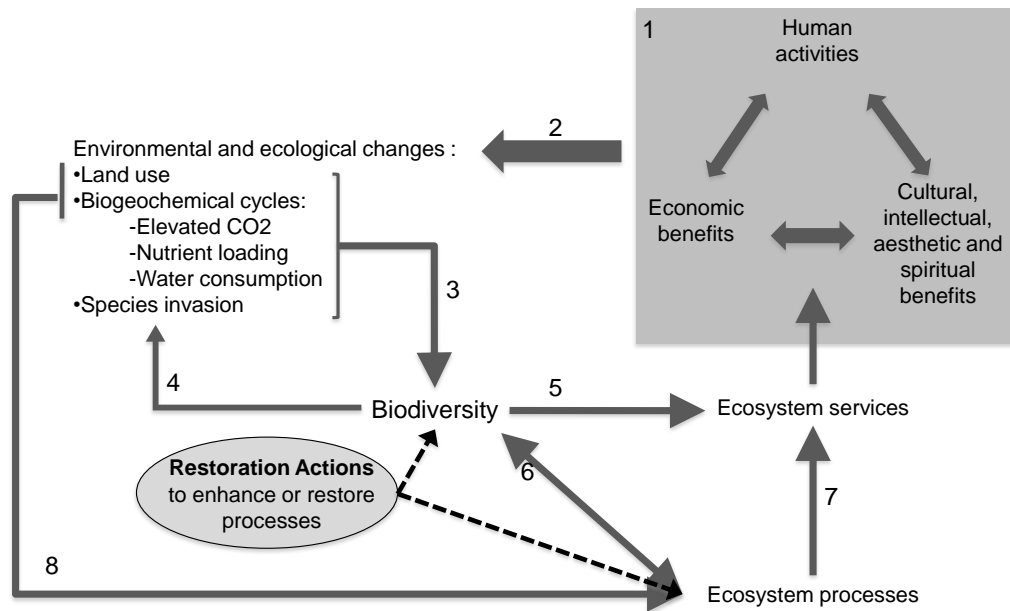 1
Human
activities
2
Environmental and ecological changes :
•Land use
•Biogeochemical cycles:
-Elevated CO2
-Nutrient loading
-Water consumption
•Species invasion
Economic
benefits
Cultural,
intellectual,
aesthetic and
spiritual
benefits
3
4
Biodiversity
5
Ecosystem services
Restoration Actions
to enhance or restore
processes
6
7
8
Ecosystem processes